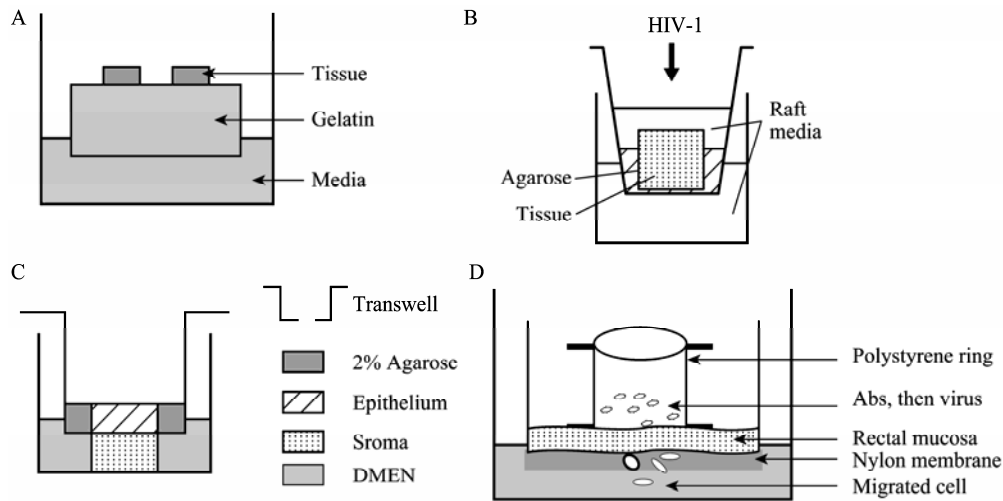 A
Tissue
Gelatin
Media
B
HIV-1
Raft
media
Agarose
Tissue
C
Transwell
2% Agarose
Epithelium
Sroma
DMEN
D
Polystyrene ring
Abs, then virus
Rectal mucosa
Nylon membrane
Migrated cell